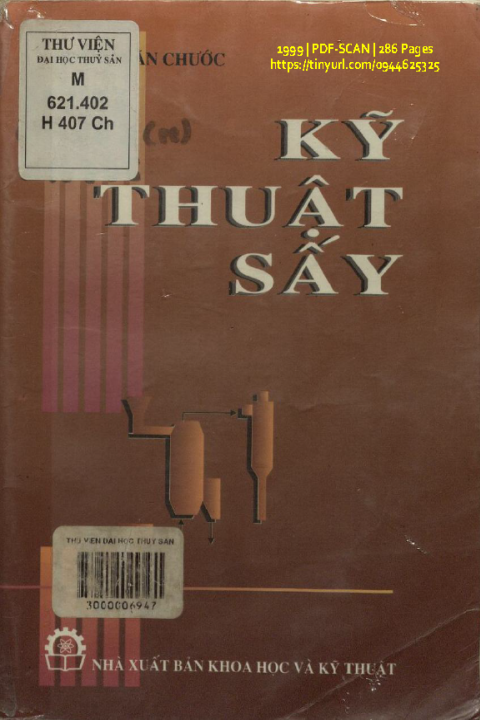 THƯ VIỆN
ĐẠI HỌC THUỶ SẢN
M
621.402
H 407 Ch
VĂN CHƯỚC
1999 | PDF-SCAN | 286 Pages
https://tinyurl.com/0944625325
KỸ
THUẬT
SẤY
THƯ VIỆN ĐẠI HỌC THUỶ SẢN
3000006947
NHÀ XUẤT BẢN KHOA HỌC VÀ KỸ THUẬT